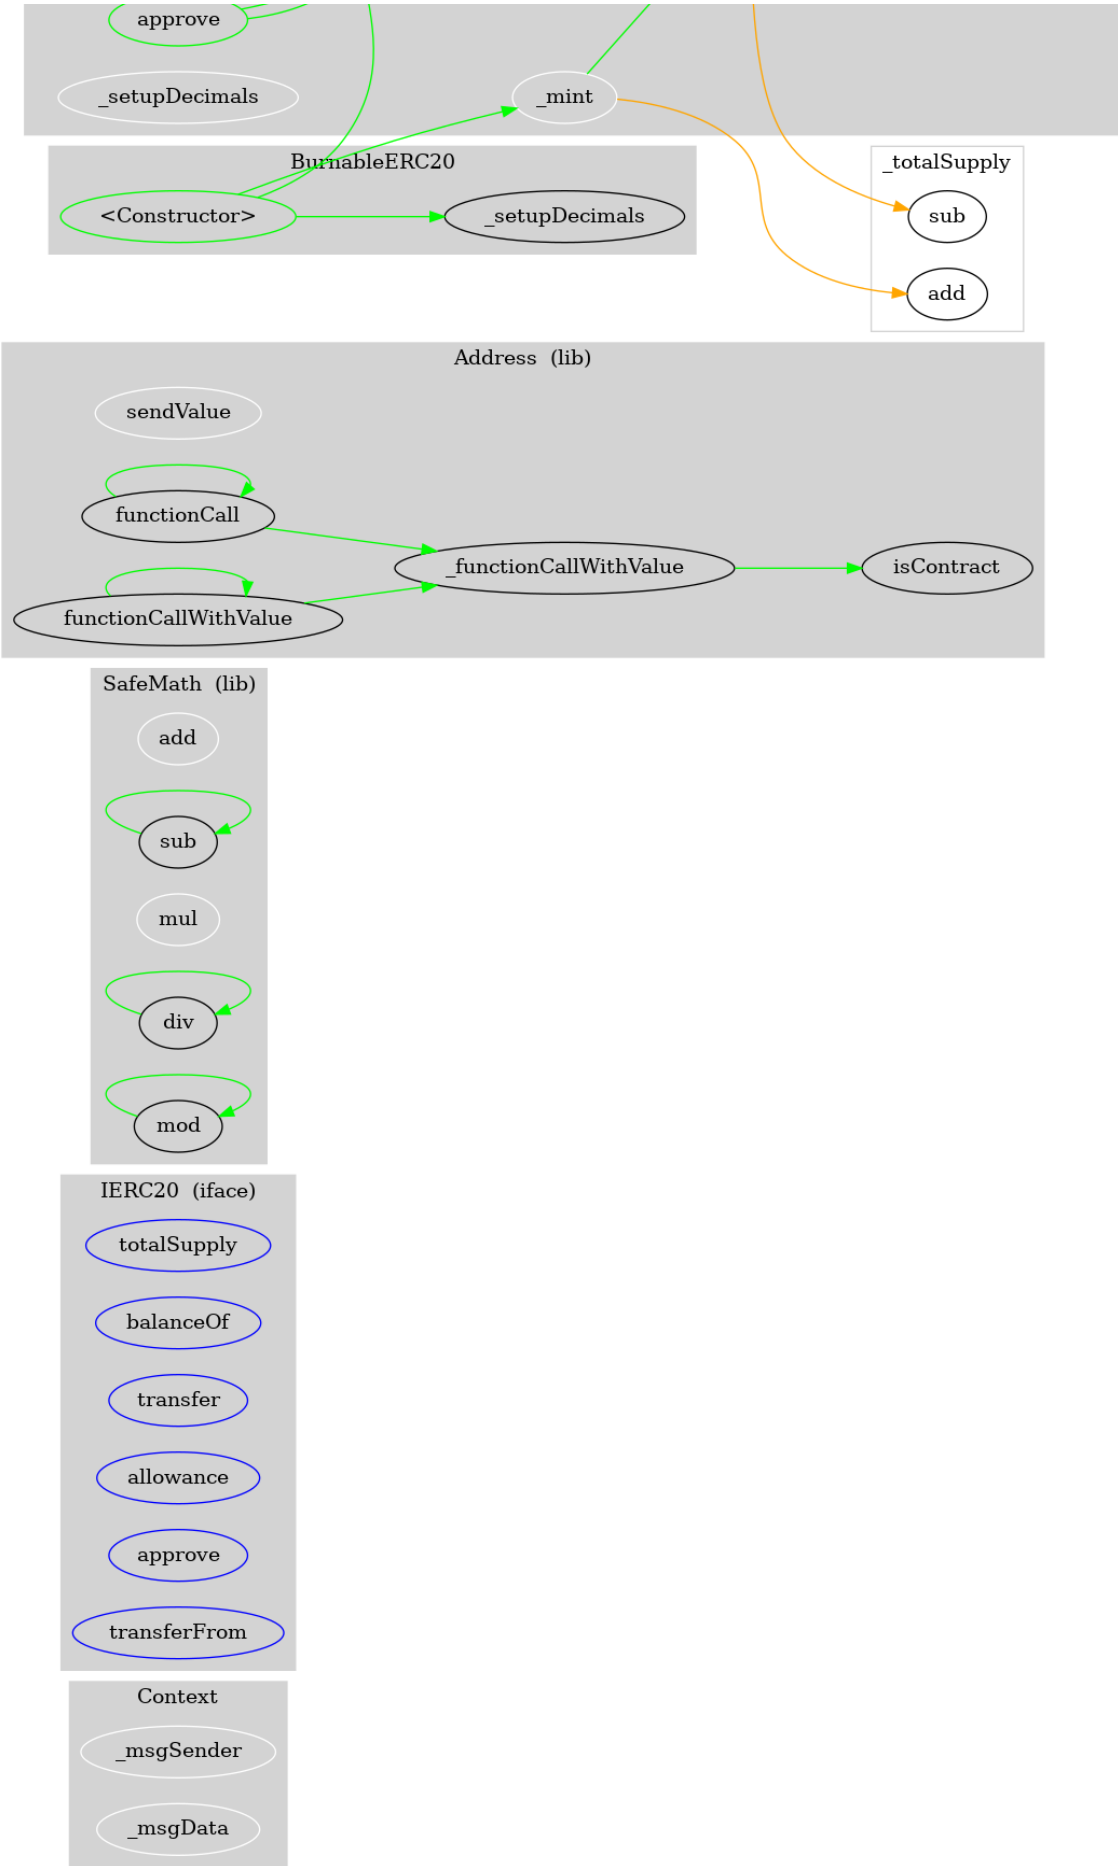 approve
_setupDecimals
_mint
BurnableERC20
_totalSupply
<Constructor>
_setupDecimals
sub
add
Address  (lib)
sendValue
functionCall
_functionCallWithValue
isContract
functionCallWithValue
SafeMath  (lib)
add
sub
mul
div
mod
IERC20  (iface)
totalSupply
balanceOf
transfer
allowance
approve
transferFrom
Context
_msgSender
_msgData